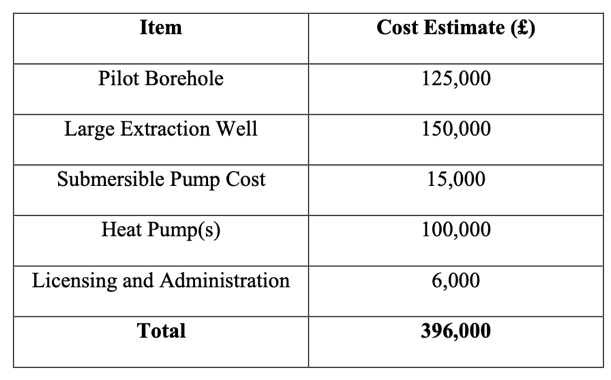 Item Cost Estimate (£)
Pilot Borehole 125,000
Large Extraction Well 150,000
Submersible Pump Cost 15,000
Heat Pump(s) 100,000
Licensing and Administration 6,000
Total 396,000